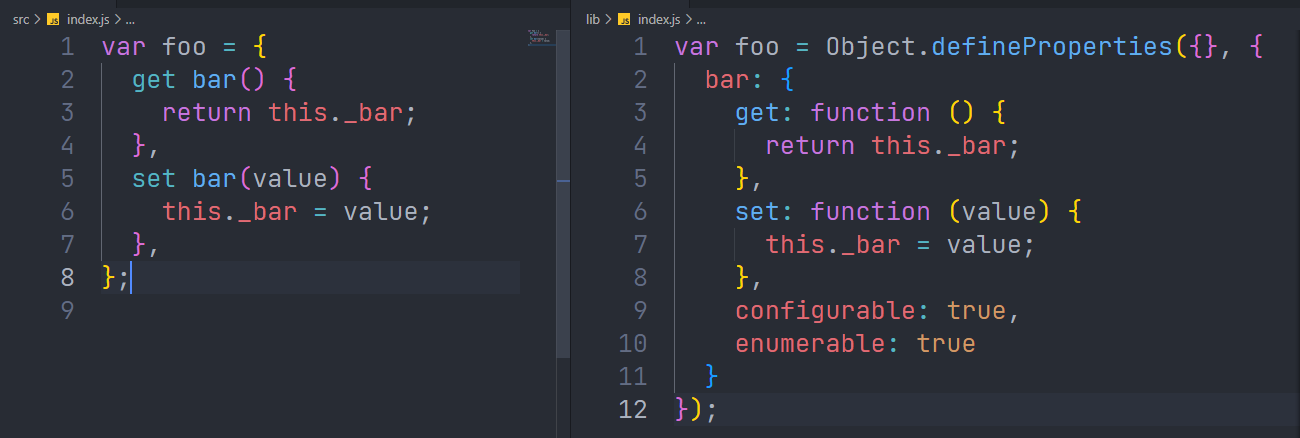 src > JS index.js > ...
1 var foo = {
2   get bar() {
3     return this._bar;
4   },
5   set bar(value) {
6     this._bar = value;
7   },
8 };
9
lib > JS index.js > ...
1 var foo = Object.defineProperties({}, {
2   bar: {
3     get: function () {
4       return this._bar;
5     },
6     set: function (value) {
7       this._bar = value;
8     },
9     configurable: true,
10     enumerable: true
11   }
12 });